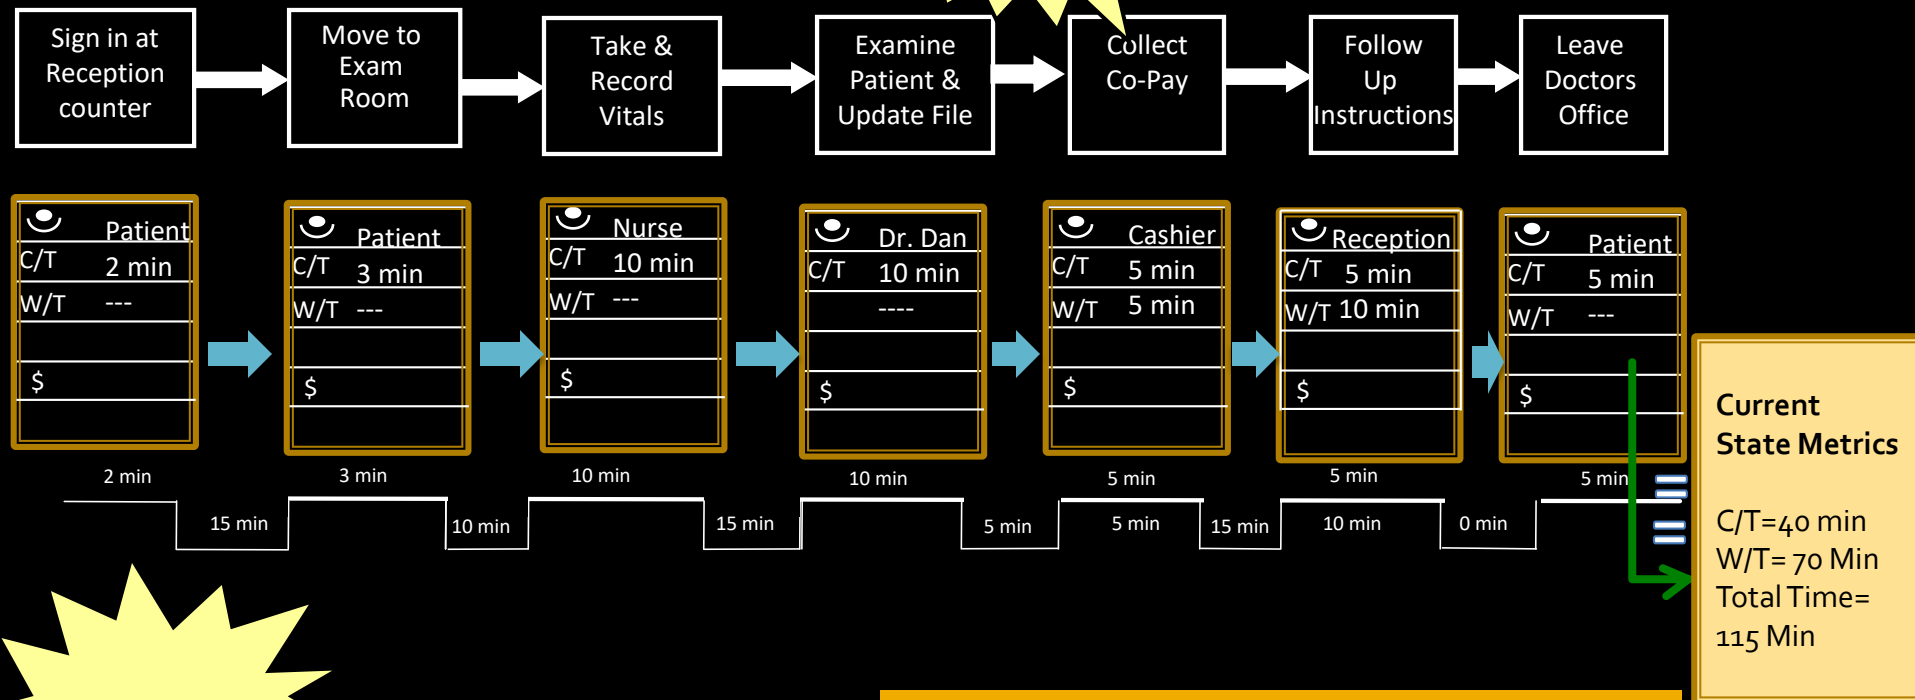 Sign in at
Reception
counter
Move to
Exam
Room
Take &
Record
Vitals
Examine
Patient &
Update File
Collect
Co-Pay
Follow
Up
Instructions
Leave
Doctors
Office
Patient
C/T 2 min
W/T ---
$
Patient
C/T 3 min
W/T ---
$
Nurse
C/T 10 min
W/T ---
$
Dr. Dan
C/T 10 min
----
$
Cashier
C/T 5 min
W/T 5 min
$
Reception
C/T 5 min
W/T 10 min
$
Patient
C/T 5 min
W/T ---
$
2 min 3 min 10 min 10 min 5 min 5 min 5 min
15 min 10 min 15 min 5 min 5 min 15 min 10 min 0 min
Current
State Metrics
C/T=40 min
W/T= 70 Min
Total Time=
115 Min